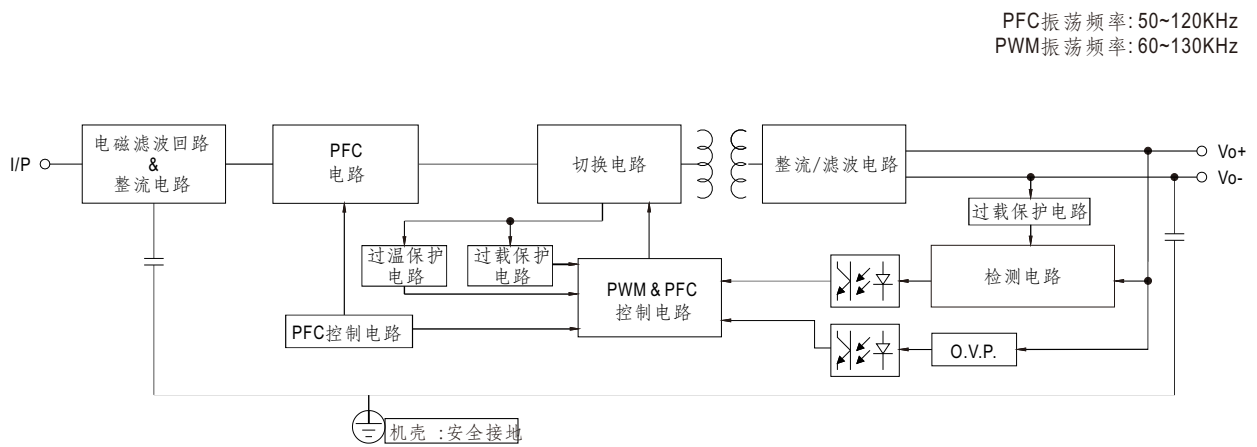 PFC振荡频率: 50~120KHz
PWM振荡频率: 60~130KHz
I/P
电磁滤波回路
&
整流电路
PFC
电路
切换电路
整流/滤波电路
Vo+
Vo-
过载保护电路
过温保护
电路
过载保护
电路
PWM & PFC
控制电路
检测电路
PFC控制电路
O.V.P.
机壳 :安全接地